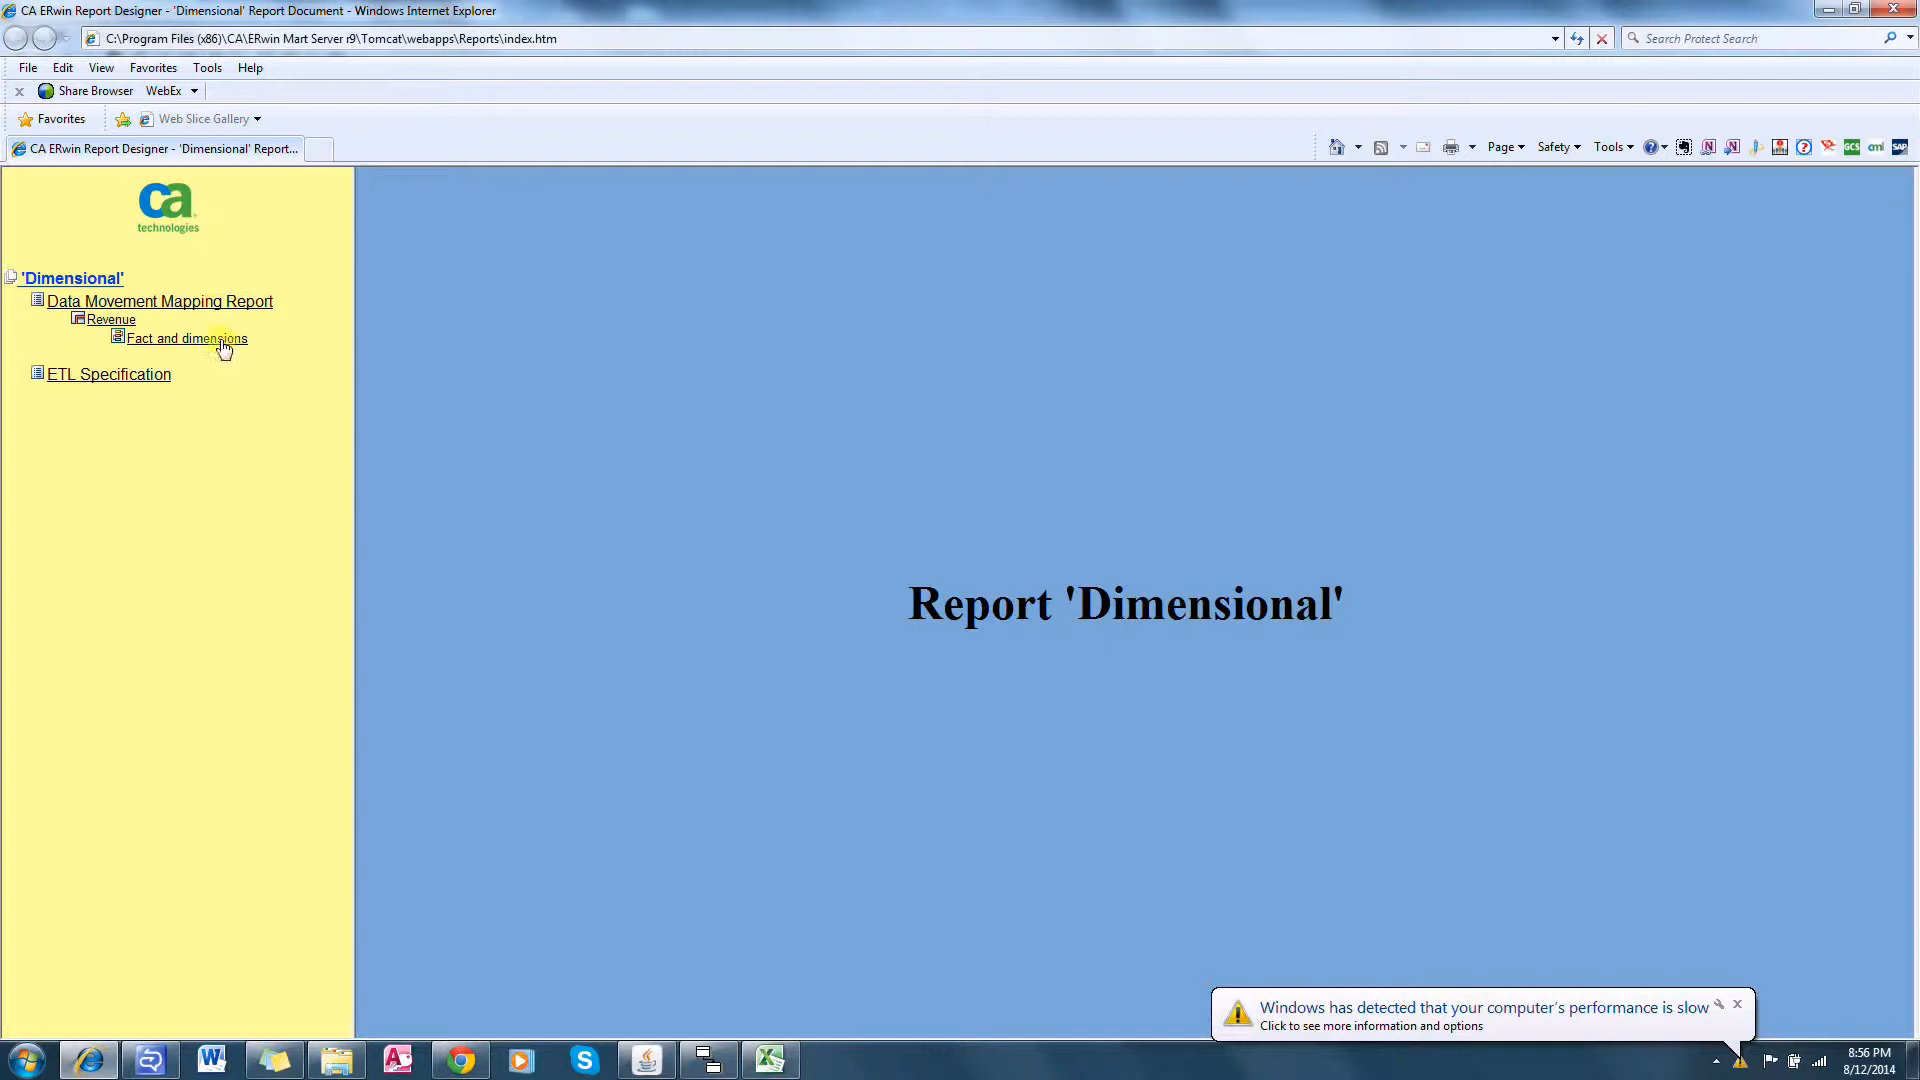 CA ERwin Report Designer - 'Dimensional' Report Document - Windows Internet Explorer
C:\Program Files (x86)\CA\ERwin Mart Server r9\Tomcat\webapps\Reports\index.htm
Search Protect Search
File Edit View Favorites Tools Help
x Share Browser WebEx
Favorites Web Slice Gallery
CA ERwin Report Designer - 'Dimensional' Report...
Page Safety Tools
GCS aml SAP
ca
technologies
'Dimensional'
Data Movement Mapping Report
Revenue
Fact and dimensions
ETL Specification
Report 'Dimensional'
Windows has detected that your computer's performance is slow
Click to see more information and options
8:56 PM
8/12/2014